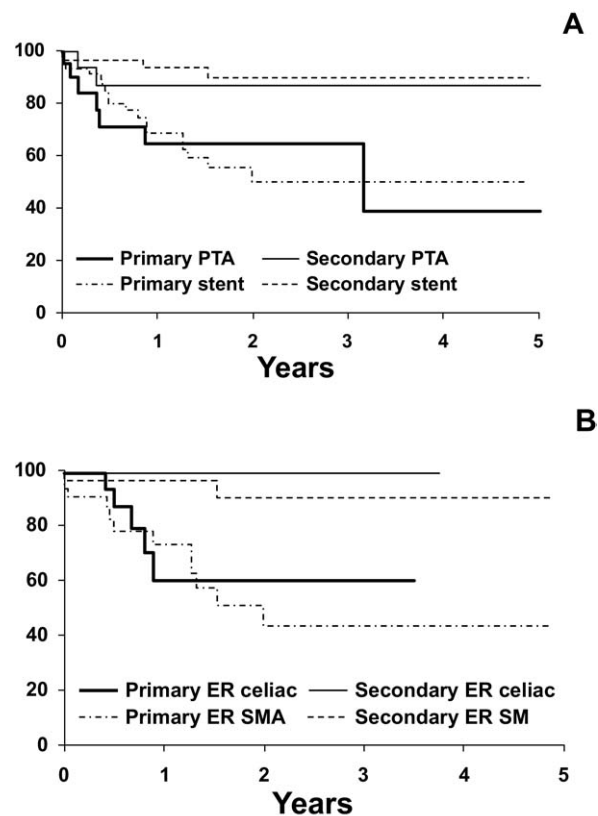 A
100
80
60
40
20
0
Primary PTA Secondary PTA
Primary stent Secondary stent
0 1 2 3 4 5
Years
B
100
80
60
40
20
0
Primary ER celiac Secondary ER celiac
Primary ER SMA Secondary ER SM
0 1 2 3 4 5
Years